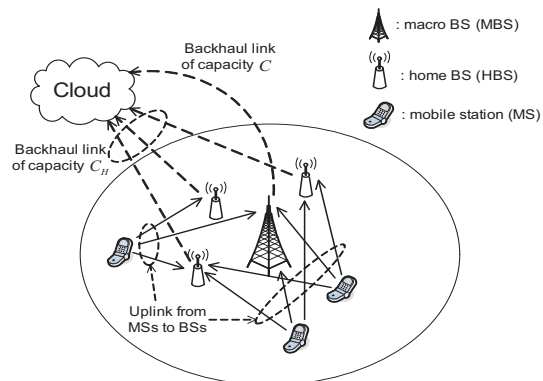 Backhaul link
of capacity C
: macro BS (MBS)
: home BS (HBS)
: mobile station (MS)
Cloud
Backhaul link
of capacity C_H
Uplink from
MSs to BSs